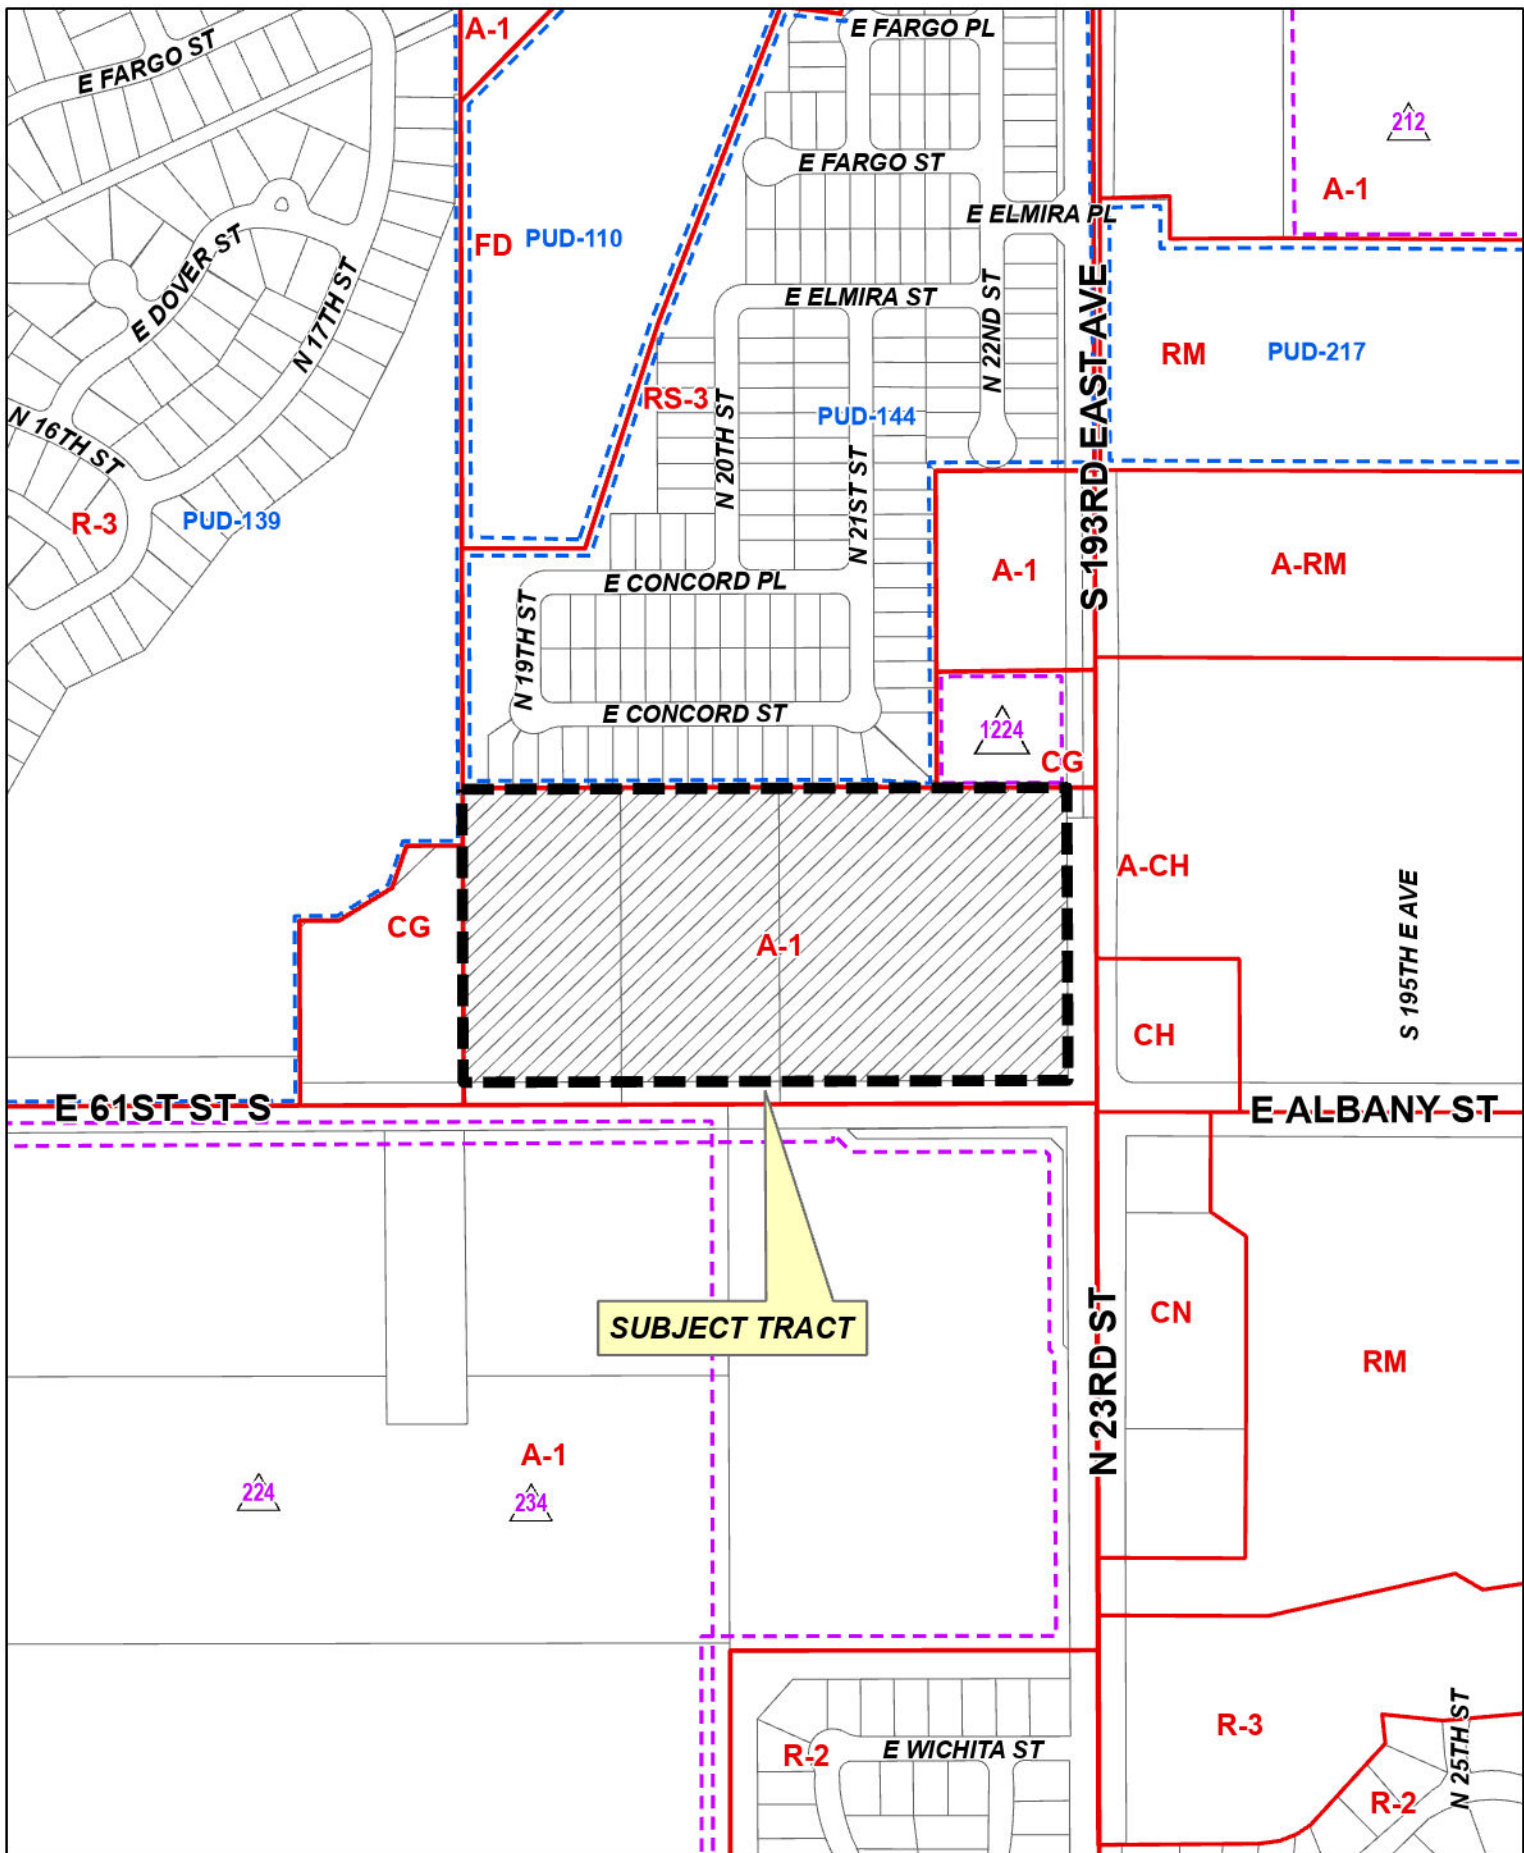 A-1
E FARGO PL
E FARGO ST
212
E FARGO ST
A-1
E ELMIRA PL
FD
PUD-110
E DOVER ST
E ELMIRA ST
N 17TH ST
N 22ND ST
S 193RD EAST AVE
RM
PUD-217
RS-3
PUD-144
N 16TH ST
N 20TH ST
N 21ST ST
R-3
PUD-139
A-1
A-RM
E CONCORD PL
N 19TH ST
E CONCORD ST
1224
CG
A-CH
CG
A-1
S 195TH E AVE
CH
E 61ST ST S
E ALBANY ST
SUBJECT TRACT
CN
N 23RD ST
RM
A-1
224
234
R-3
N 25TH ST
R-2
E WICHITA ST
R-2